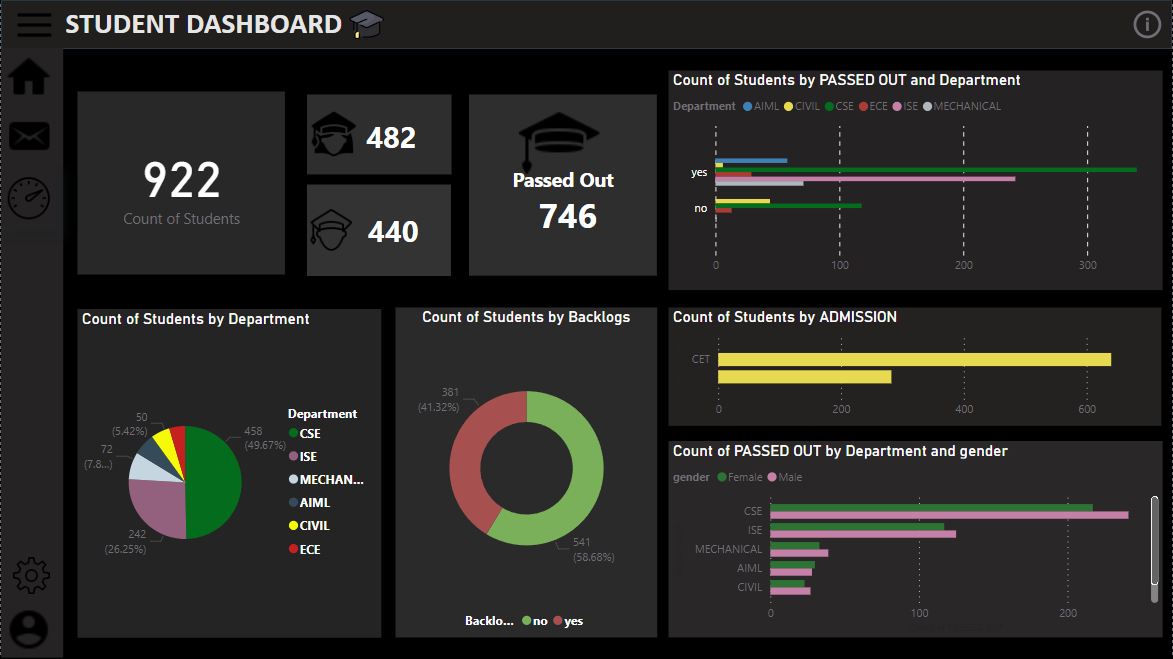 STUDENT DASHBOARD
922
Count of Students
482
440
Passed Out
746
Count of Students by PASSED OUT and Department
Department AIML CIVIL CSE ECE ISE MECHANICAL
yes
no
0 100 200 300
Count of Students by Department
50
(5.42%)
72
(7.8...)
242
(26.25%)
458
(49.67%)
Department
CSE
ISE
MECHAN...
AIML
CIVIL
ECE
Count of Students by Backlogs
381
(41.32%)
541
(58.68%)
Backlo... no yes
Count of Students by ADMISSION
CET
0 200 400 600
Count of PASSED OUT by Department and gender
gender Female Male
CSE
ISE
MECHANICAL
AIML
CIVIL
0 100 200